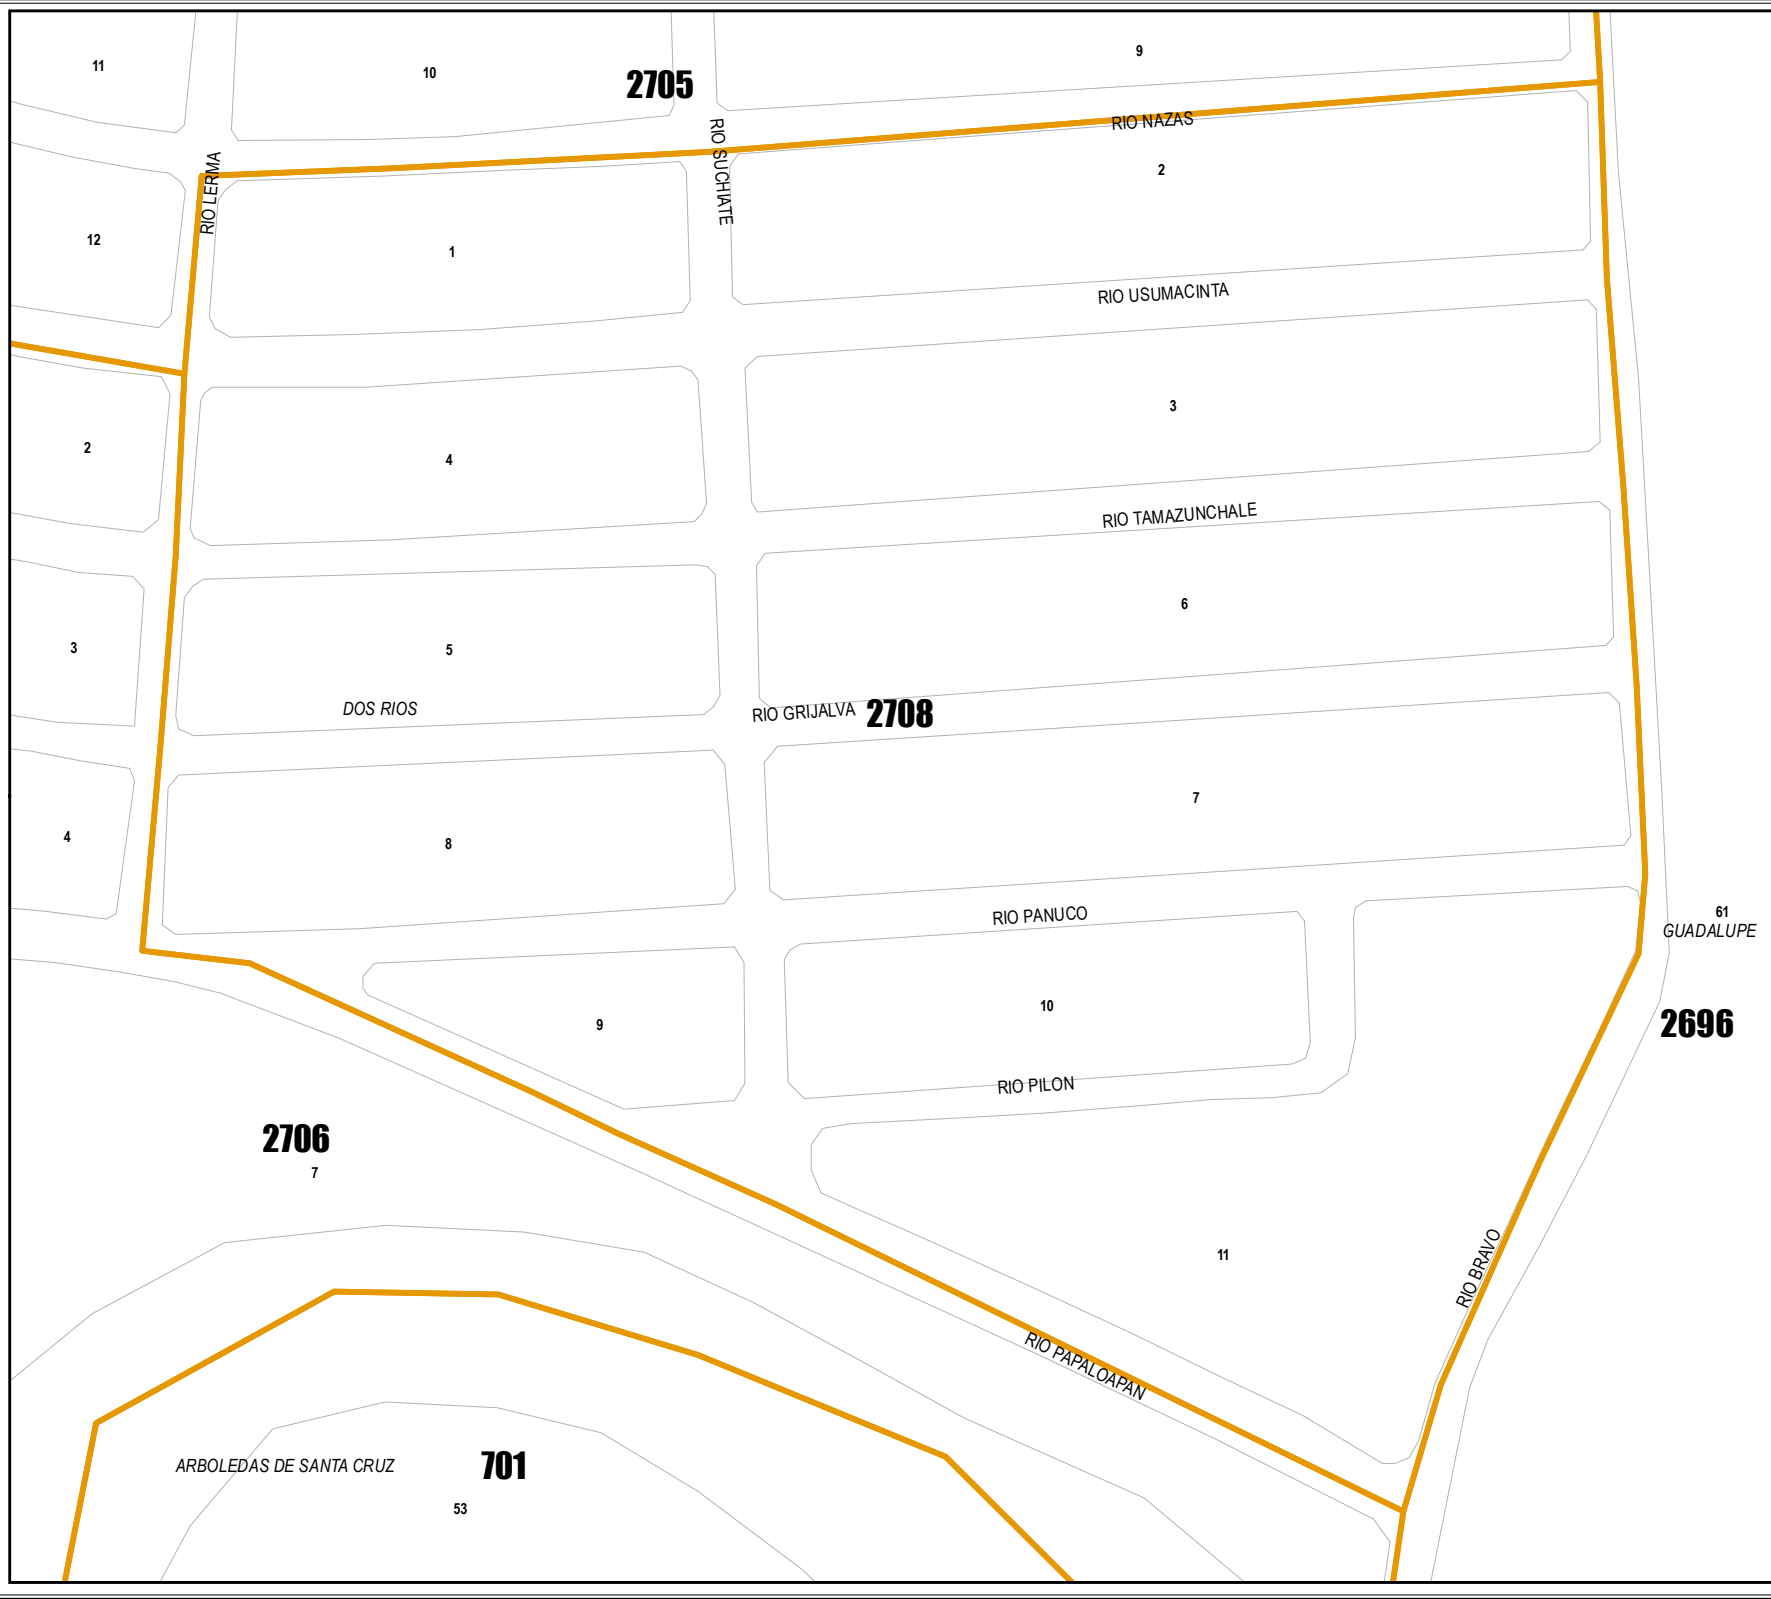 11
10
9
2705
RIO NAZAS
RIO SUCHIATE
RIO LERMA
2
12
1
RIO USUMACINTA
3
2
4
RIO TAMAZUNCHALE
6
3
5
DOS RIOS
RIO GRIJALVA
2708
7
4
8
61
GUADALUPE
RIO PANUCO
10
9
2696
RIO PILON
2706
7
11
RIO BRAVO
RIO PAPALOAPAN
ARBOLEDAS DE SANTA CRUZ
701
53